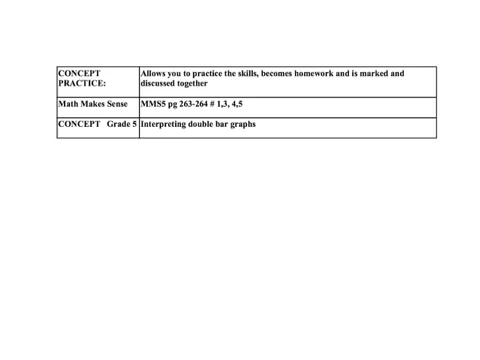 CONCEPT Allows you to practice the skills, becomes homework and is marked and
PRACTICE: discussed together
Math Makes Sense MMS5 pg 263-264 # 1,3, 4,5
CONCEPT Grade 5 Interpreting double bar graphs